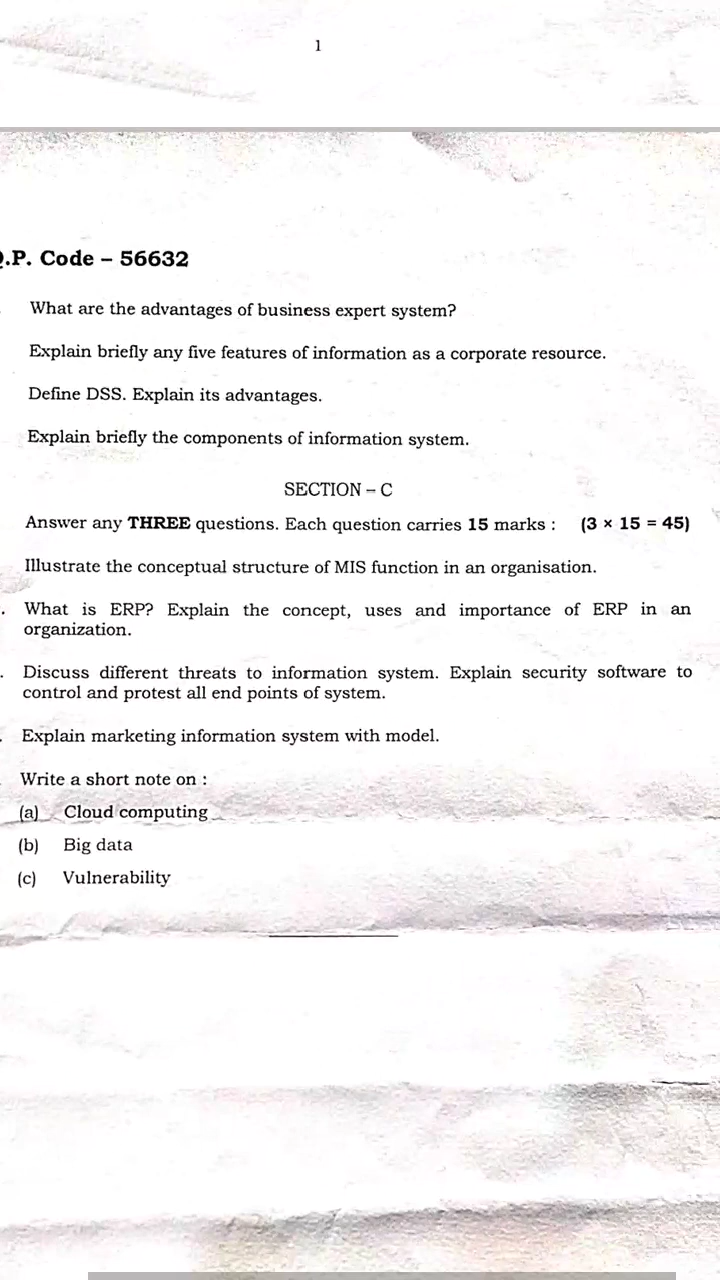 1
.P. Code – 56632
What are the advantages of business expert system?
Explain briefly any five features of information as a corporate resource.
Define DSS. Explain its advantages.
Explain briefly the components of information system.
SECTION – C
Answer any THREE questions. Each question carries 15 marks : (3 × 15 = 45)
Illustrate the conceptual structure of MIS function in an organisation.
. What is ERP? Explain the concept, uses and importance of ERP in an
organization.
. Discuss different threats to information system. Explain security software to
control and protest all end points of system.
. Explain marketing information system with model.
Write a short note on :
(a) Cloud computing
(b) Big data
(c) Vulnerability